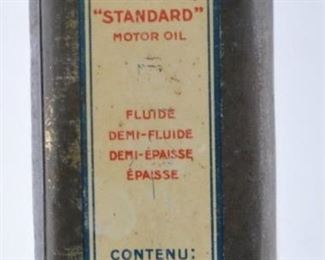 "STANDARD"
MOTOR OIL
FLUIDE
DEMI-FLUIDE
DEMI-ÉPAISSE
ÉPAISSE
CONTENU: